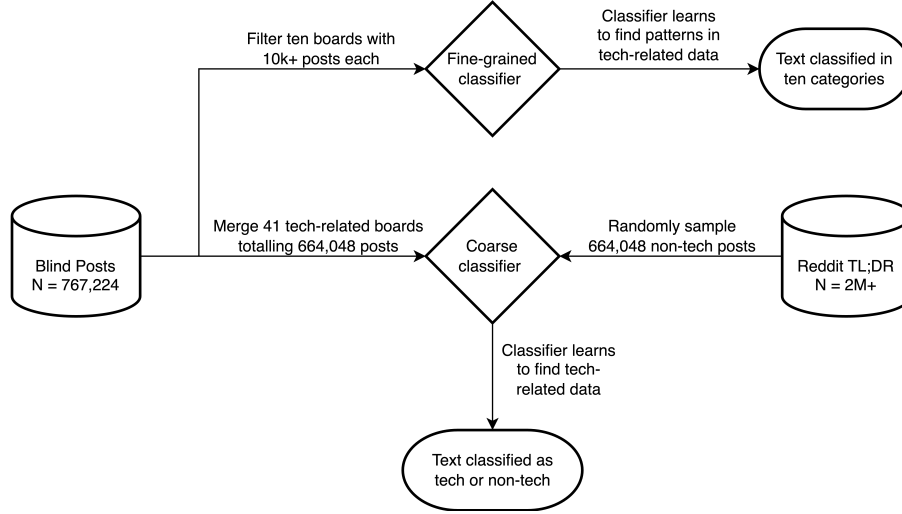 Filter ten boards with
10k+ posts each
Fine-grained
classifier
Classifier learns
to find patterns in
tech-related data
Text classified in
ten categories
Blind Posts
N = 767,224
Merge 41 tech-related boards
totalling 664,048 posts
Coarse
classifier
Randomly sample
664,048 non-tech posts
Reddit TL;DR
N = 2M+
Classifier learns
to find tech-
related data
Text classified as
tech or non-tech